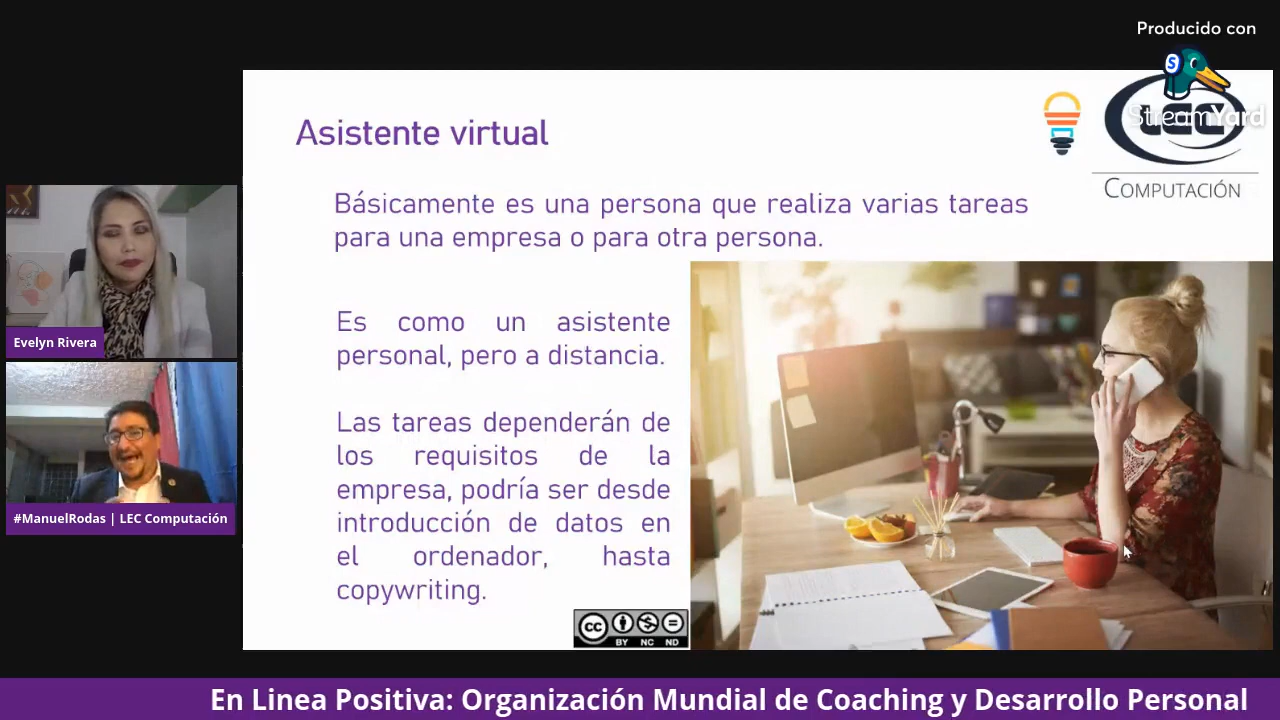 Producido con
StreamYard
LEC
COMPUTACIÓN
Asistente virtual
Básicamente es una persona que realiza varias tareas
para una empresa o para otra persona.
Es como un asistente
personal, pero a distancia.
Las tareas dependerán de
los requisitos de la
empresa, podría ser desde
introducción de datos en
el ordenador, hasta
copywriting.
CC BY NC ND
Evelyn Rivera
#ManuelRodas | LEC Computación
En Linea Positiva: Organización Mundial de Coaching y Desarrollo Personal